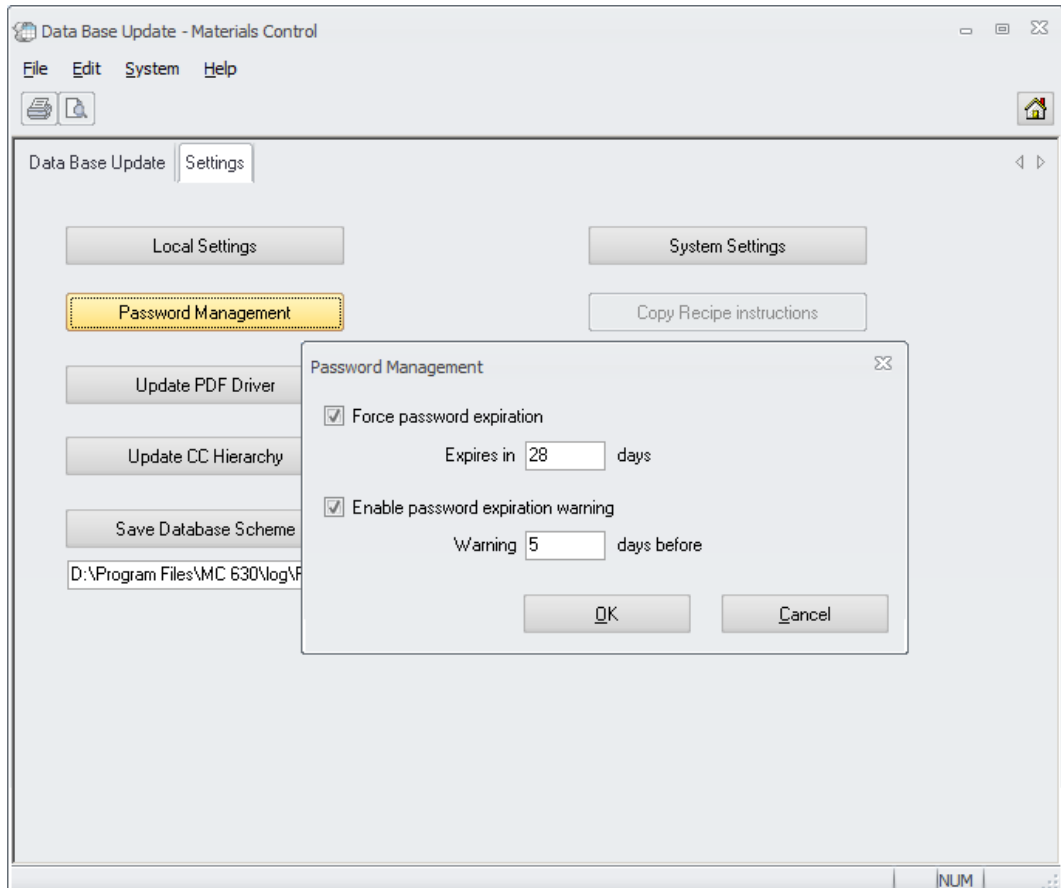 Data Base Update - Materials Control
File Edit System Help
Data Base Update Settings
Local Settings System Settings
Password Management Copy Recipe instructions
Password Management
Update PDF Driver
Force password expiration
Expires in 28 days
Update CC Hierarchy
Enable password expiration warning
Save Database Scheme
Warning 5 days before
D:\Program Files\MC 630\log\
OK Cancel
NUM